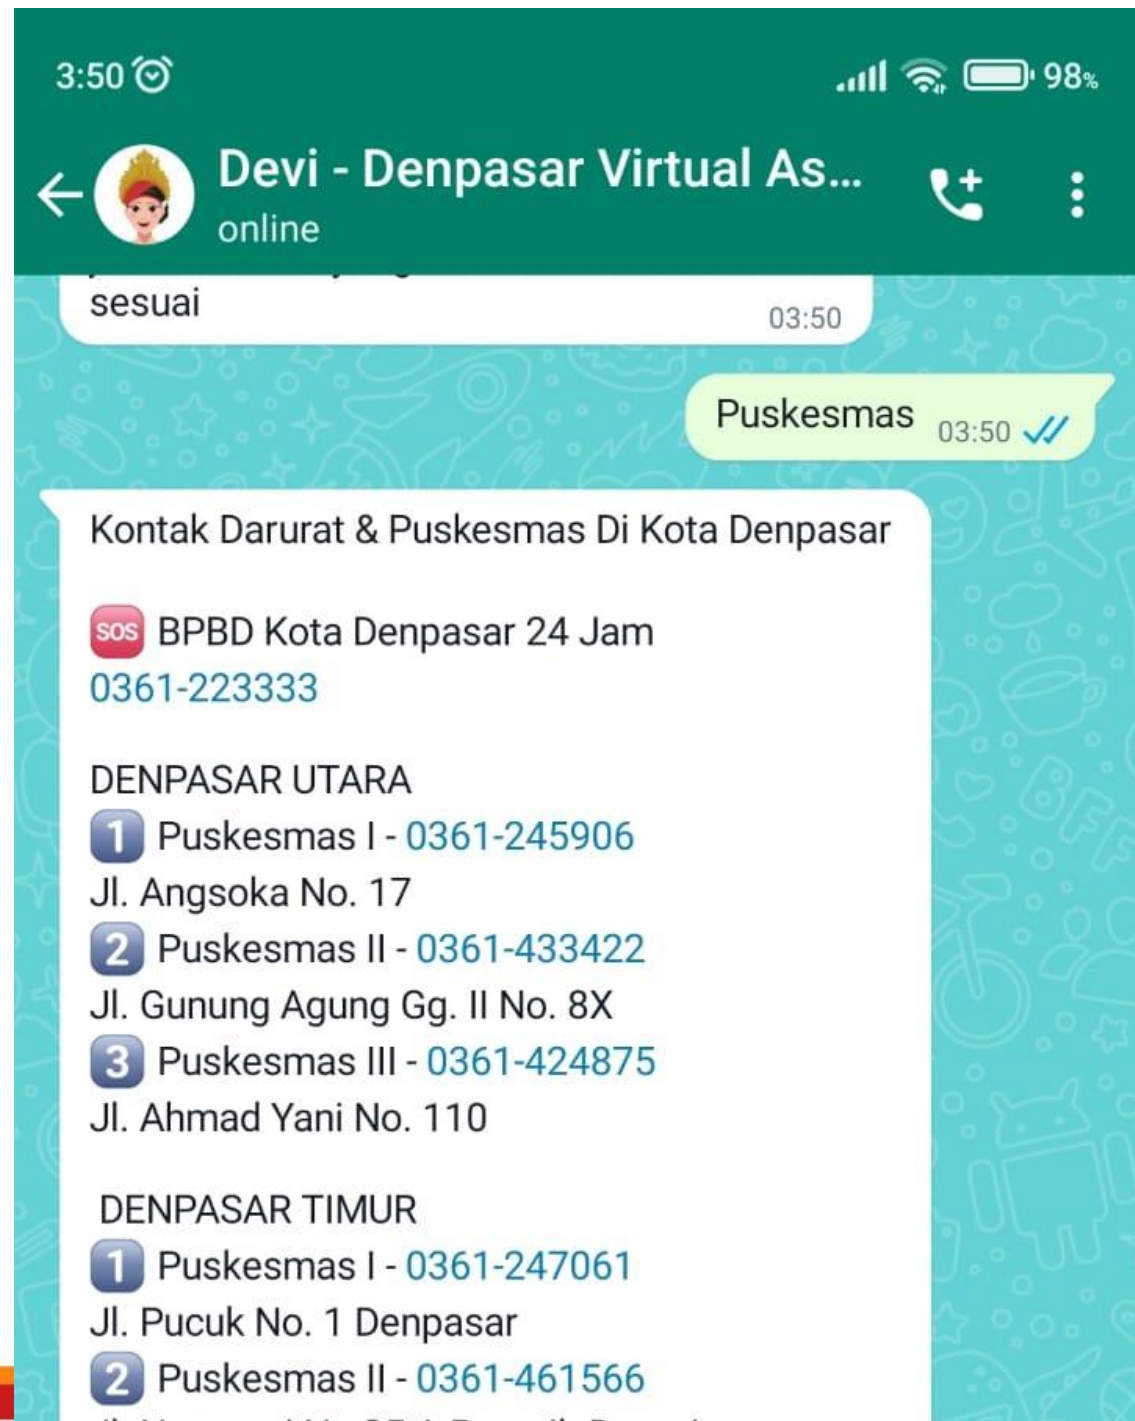 3:50 98%
Devi - Denpasar Virtual As...
online
sesuai
03:50
Puskesmas 03:50
Kontak Darurat & Puskesmas Di Kota Denpasar
SOS BPBD Kota Denpasar 24 Jam
0361-223333
DENPASAR UTARA
1 Puskesmas I - 0361-245906
Jl. Angsoka No. 17
2 Puskesmas II - 0361-433422
Jl. Gunung Agung Gg. II No. 8X
3 Puskesmas III - 0361-424875
Jl. Ahmad Yani No. 110
DENPASAR TIMUR
1 Puskesmas I - 0361-247061
Jl. Pucuk No. 1 Denpasar
2 Puskesmas II - 0361-461566